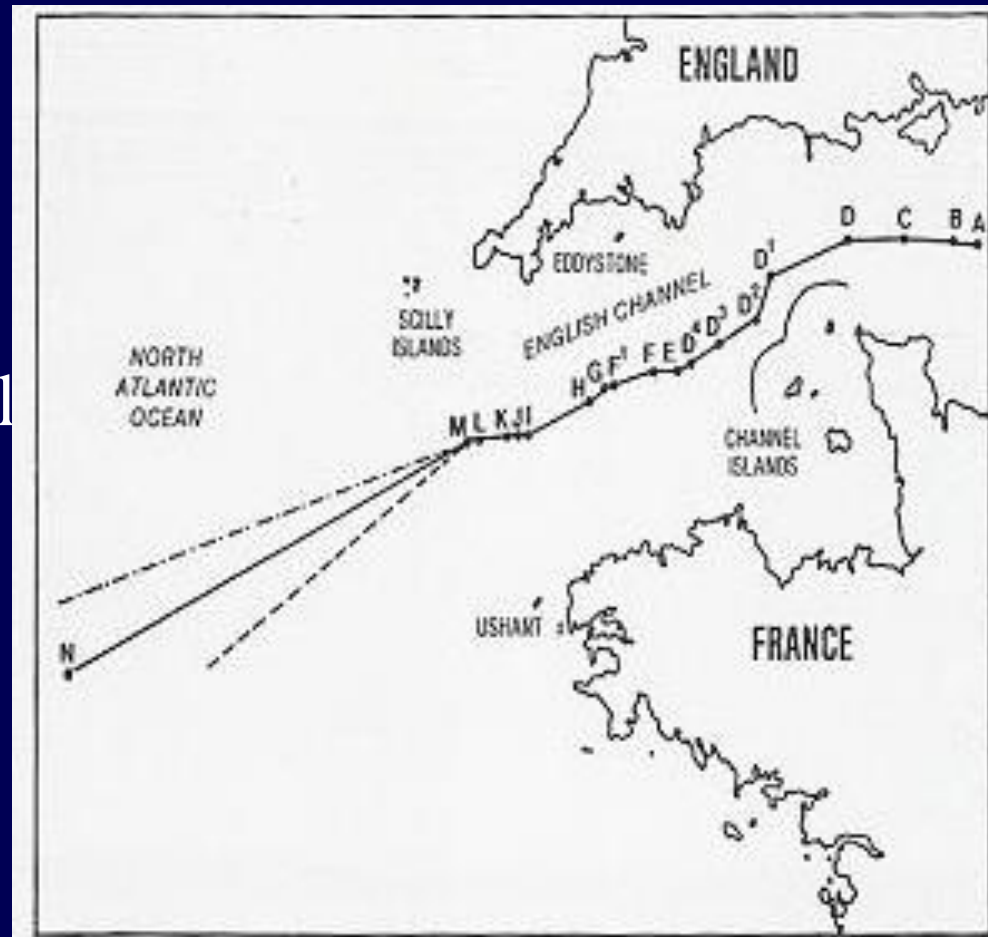 ENGLAND
D C B A
D¹
EDDYSTONE
ENGLISH CHANNEL
D²
SCILLY
ISLANDS
D³
D⁴
H G F¹ F E
NORTH
ATLANTIC
OCEAN
M L K J I
CHANNEL
ISLANDS
USHANT
FRANCE
N